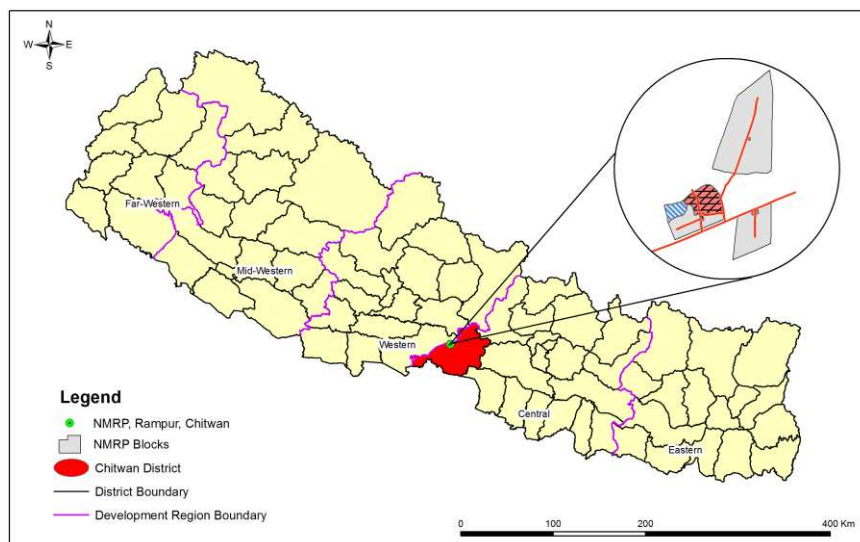 N
W E
S
Far-Western
Mid-Western
Western
Central
Eastern
Legend
NMRP, Rampur, Chitwan
NMRP Blocks
Chitwan District
District Boundary
Development Region Boundary
0 100 200 400 Km